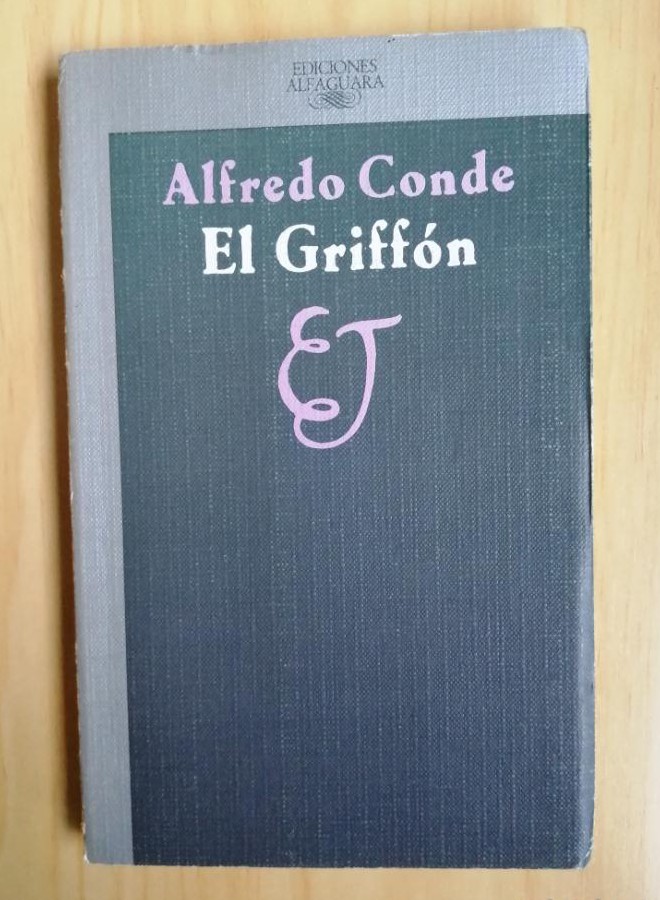 EDICIONES
ALFAGUARA
Alfredo Conde
El Griffón
&